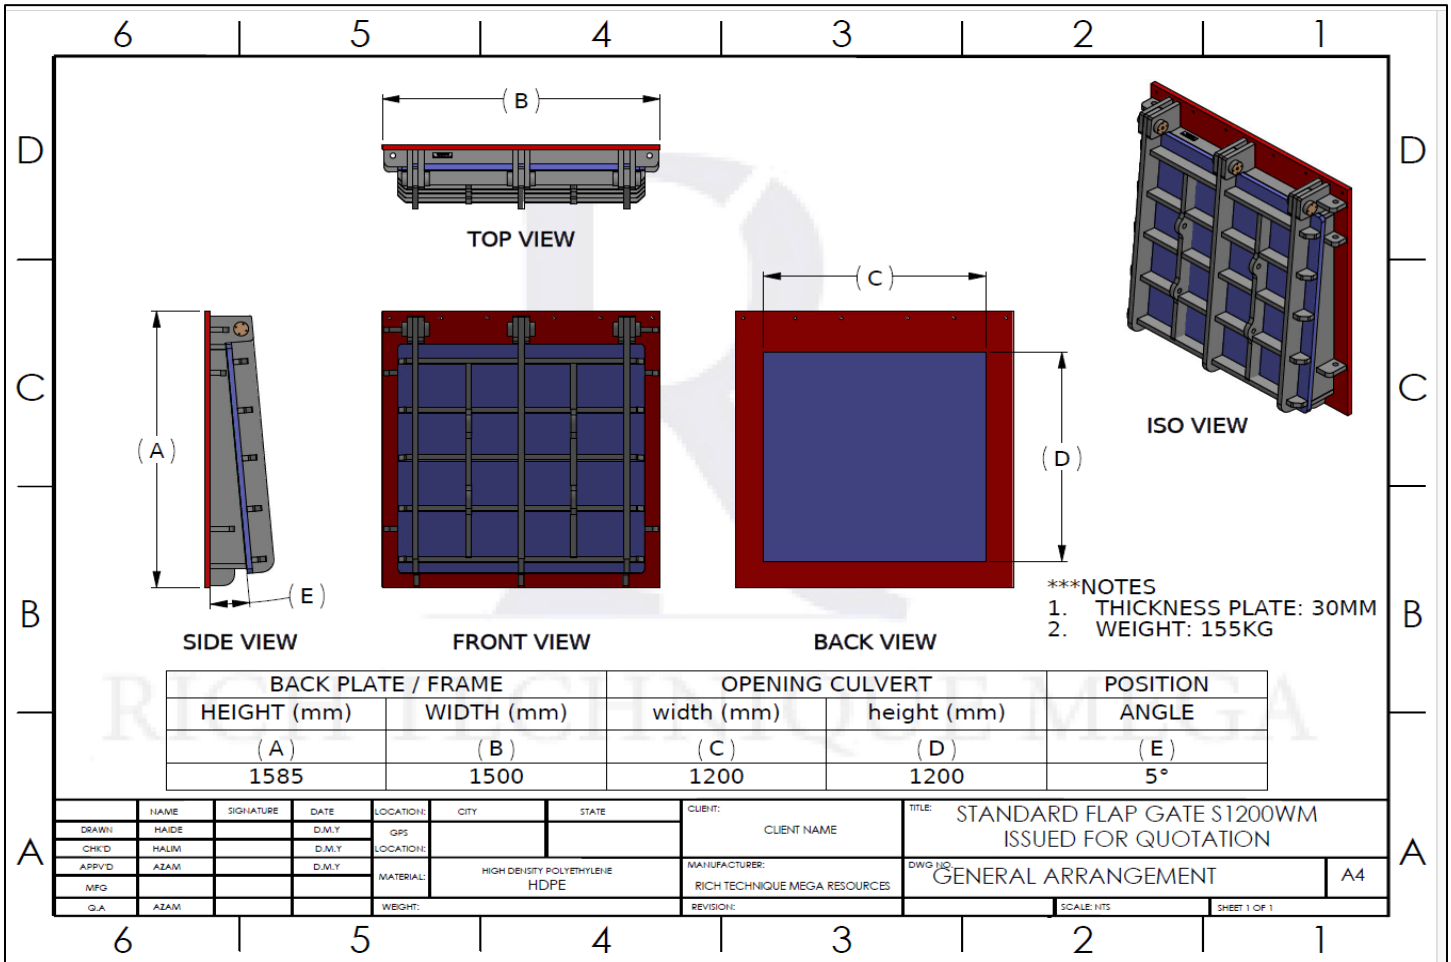 6 5 4 3 2 1
D D
C C
B B
A A
( B )
TOP VIEW
( C )
ISO VIEW
( A )
( D )
( E )
***NOTES
1. THICKNESS PLATE: 30MM
2. WEIGHT: 155KG
SIDE VIEW
FRONT VIEW
BACK VIEW
RICH TECHNIQUE MEGA
BACK PLATE / FRAME OPENING CULVERT POSITION
HEIGHT (mm) WIDTH (mm) width (mm) height (mm) ANGLE
( A ) ( B ) ( C ) ( D ) ( E )
1585 1500 1200 1200 5°
NAME SIGNATURE DATE
DRAWN HAIDE D.M.Y
CHK'D HALIM D.M.Y
APPV'D AZAM D.M.Y
MFG
Q.A AZAM
LOCATION: CITY STATE
GPS
LOCATION:
MATERIAL: HIGH DENSITY POLYETHYLENE
HDPE
WEIGHT:
CLIENT:
CLIENT NAME
MANUFACTURER:
RICH TECHNIQUE MEGA RESOURCES
REVISION:
TITLE: STANDARD FLAP GATE S1200WM
ISSUED FOR QUOTATION
DWG NO:
GENERAL ARRANGEMENT
A4
SCALE: NTS
SHEET 1 OF 1
6 5 4 3 2 1